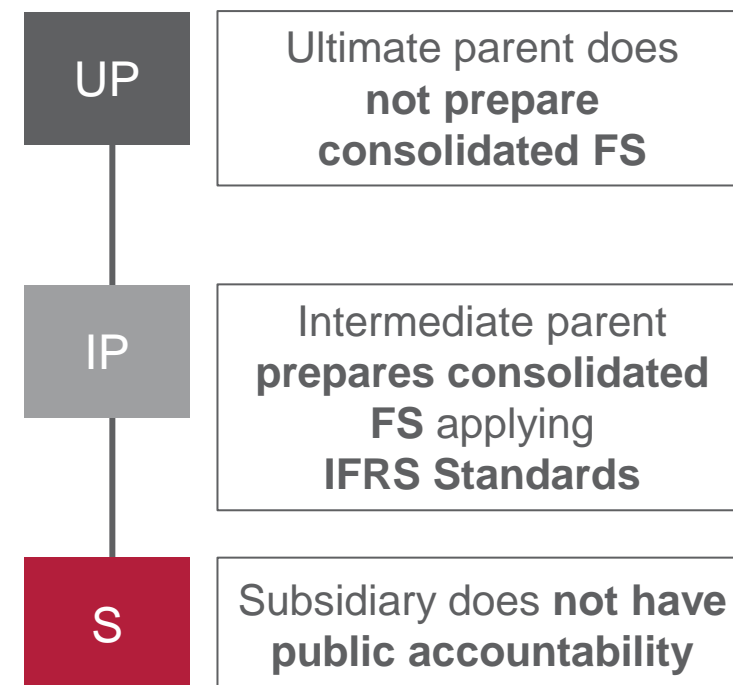 UP
Ultimate parent does
not prepare
consolidated FS
IP
Intermediate parent
prepares consolidated
FS applying
IFRS Standards
S
Subsidiary does not have
public accountability